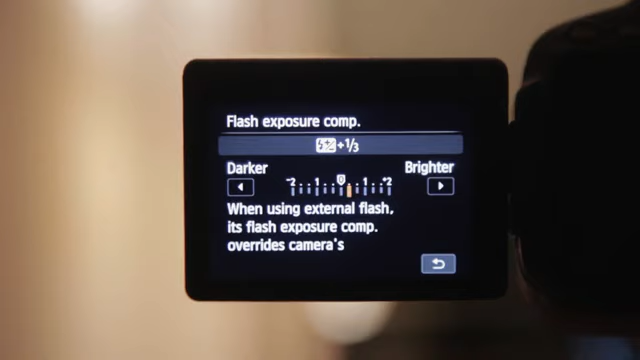 Flash exposure comp.
+1/3
Darker Brighter
-2..1..0..1..+2
When using external flash,
its flash exposure comp.
overrides camera's